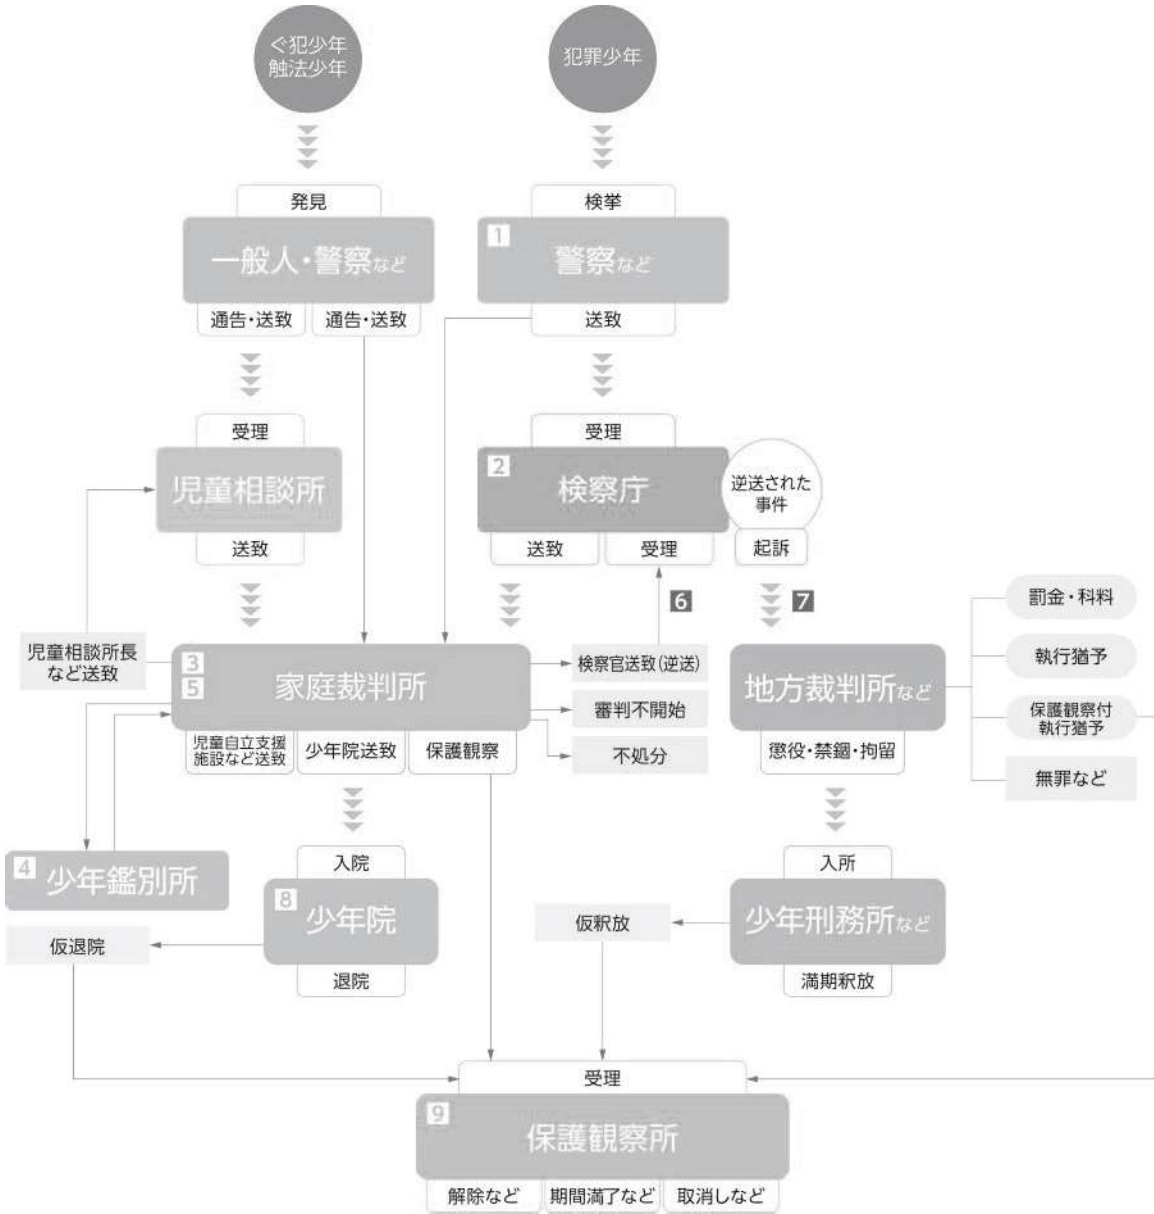 ぐ犯少年
触法少年
犯罪少年
発見
検挙
一般人・警察など
1
警察など
通告・送致
通告・送致
送致
受理
受理
児童相談所
2
検察庁
逆送された
事件
送致
送致
受理
起訴
6
7
罰金・科料
児童相談所長
など送致
3
5
家庭裁判所
検察官送致(逆送)
審判不開始
不処分
地方裁判所など
執行猶予
保護観察付
執行猶予
無罪など
児童自立支援
施設など送致
少年院送致
保護観察
懲役・禁錮・拘留
4
少年鑑別所
入院
8
少年院
退院
仮退院
入所
少年刑務所など
満期釈放
仮釈放
受理
9
保護観察所
解除など
期間満了など
取消しなど